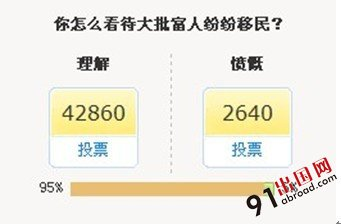 你怎么看待大批富人纷纷移民?
理解 愤慨
42860 2640
投票 投票
95%
91出国网
abroad.com